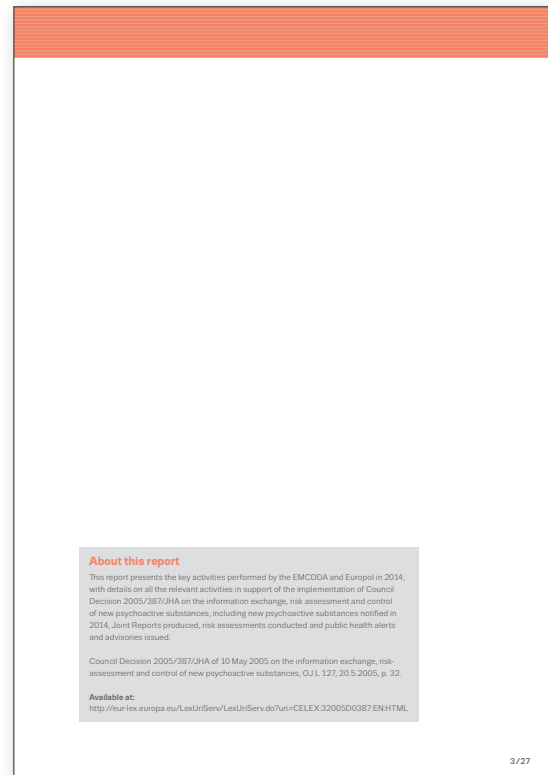 About this report
This report presents the key activities performed by the EMCDDA and Europol in 2014,
with details on all the relevant activities in support of the implementation of Council
Decision 2005/387/JHA on the information exchange, risk assessment and control
of new psychoactive substances, including new psychoactive substances notified in
2014, Joint Reports produced, risk assessments conducted and public health alerts
and advisories issued.
Council Decision 2005/387/JHA of 10 May 2005 on the information exchange, risk-
assessment and control of new psychoactive substances, OJ L 127, 20.5.2005, p. 32.
Available at:
http://eur-lex.europa.eu/LexUriServ/LexUriServ.do?uri=CELEX:32005D0387:EN:HTML
3/27